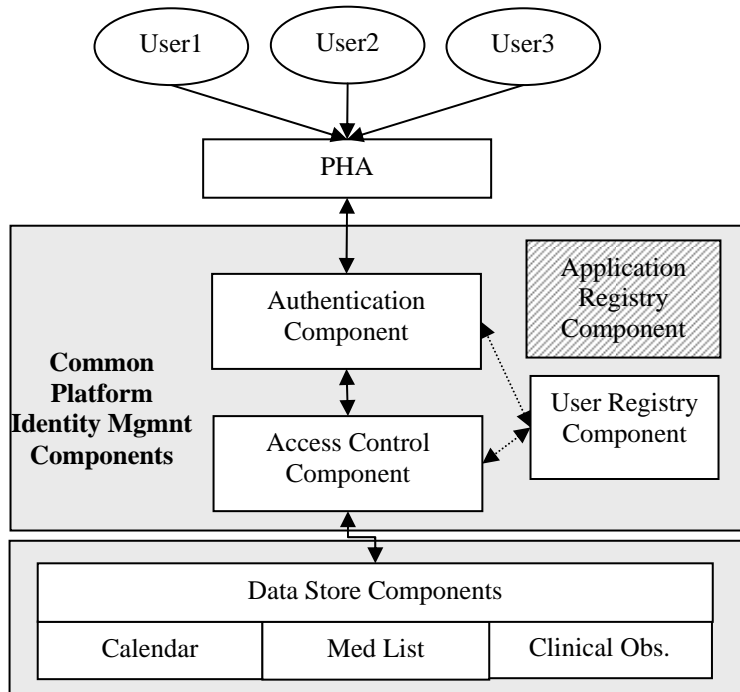 User1
User2
User3
PHA
Application
Registry
Component
Authentication
Component
Common
Platform
Identity Mgmnt
Components
User Registry
Component
Access Control
Component
Data Store Components
Calendar
Med List
Clinical Obs.